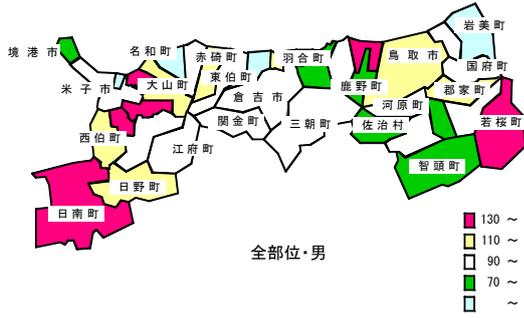 岩美町
境港市
名和町
赤碕町
羽合町
鳥取市
国府町
米子市
大山町
東伯町
鹿野町
郡家町
倉吉市
河原町
関金町
三朝町
佐治村
若桜町
西伯町
江府町
智頭町
日野町
日南町
全部位・男
130 ～
110 ～
90 ～
70 ～
～